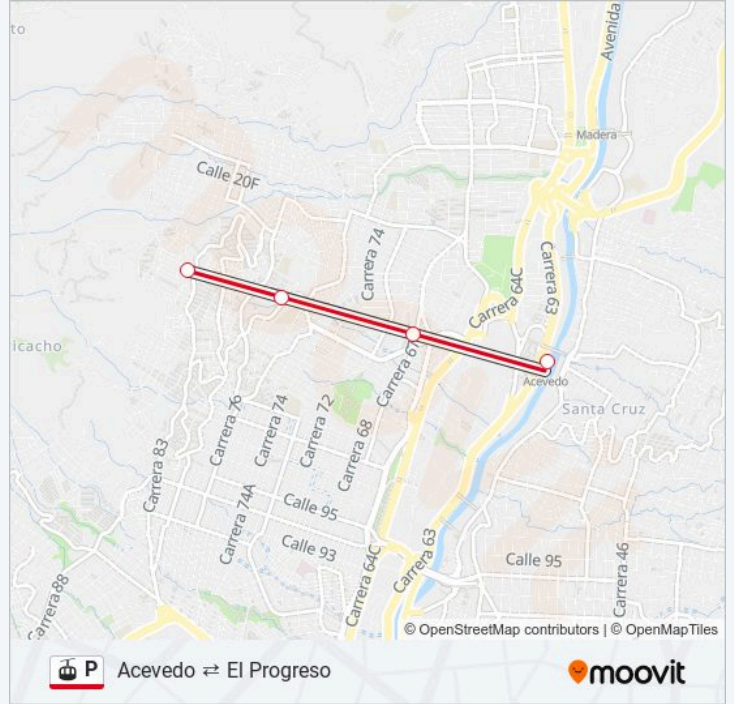 to
Avenida
Madera
Calle 20F
Carrera 74
Carrera 64C
Carrera 63
icacho
Carrera 67
Acevedo
Santa Cruz
Carrera 76
Carrera 74
Carrera 72
Carrera 68
Carrera 83
Carrera 74A
Calle 95
Calle 93
Carrera 64C
Carrera 63
Calle 95
Carrera 46
Carrera88
© OpenStreetMap contributors | © OpenMapTiles
P Acevedo ⇄ El Progreso
moovit